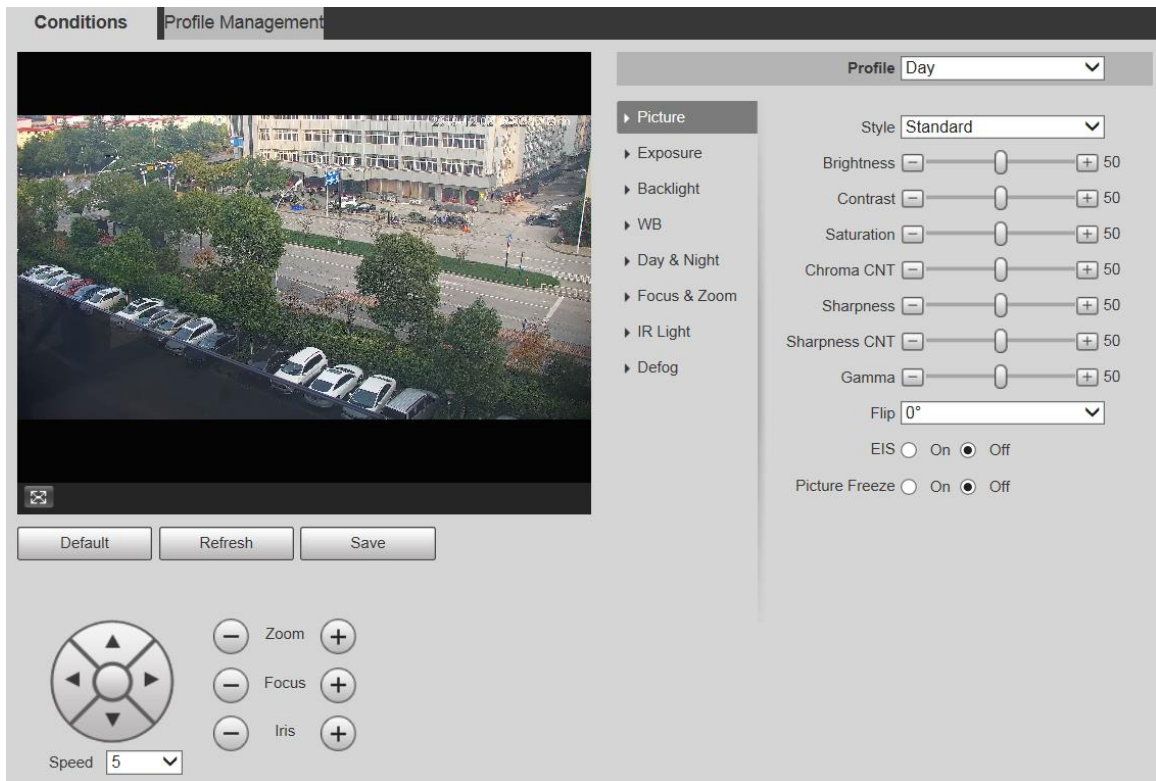 Conditions Profile Management
Profile Day
Picture
Exposure
Backlight
WB
Day & Night
Focus & Zoom
IR Light
Defog
Style Standard
Brightness 50
Contrast 50
Saturation 50
Chroma CNT 50
Sharpness 50
Sharpness CNT 50
Gamma 50
Flip 0°
EIS On Off
Picture Freeze On Off
Default Refresh Save
Zoom
Focus
Iris
Speed 5